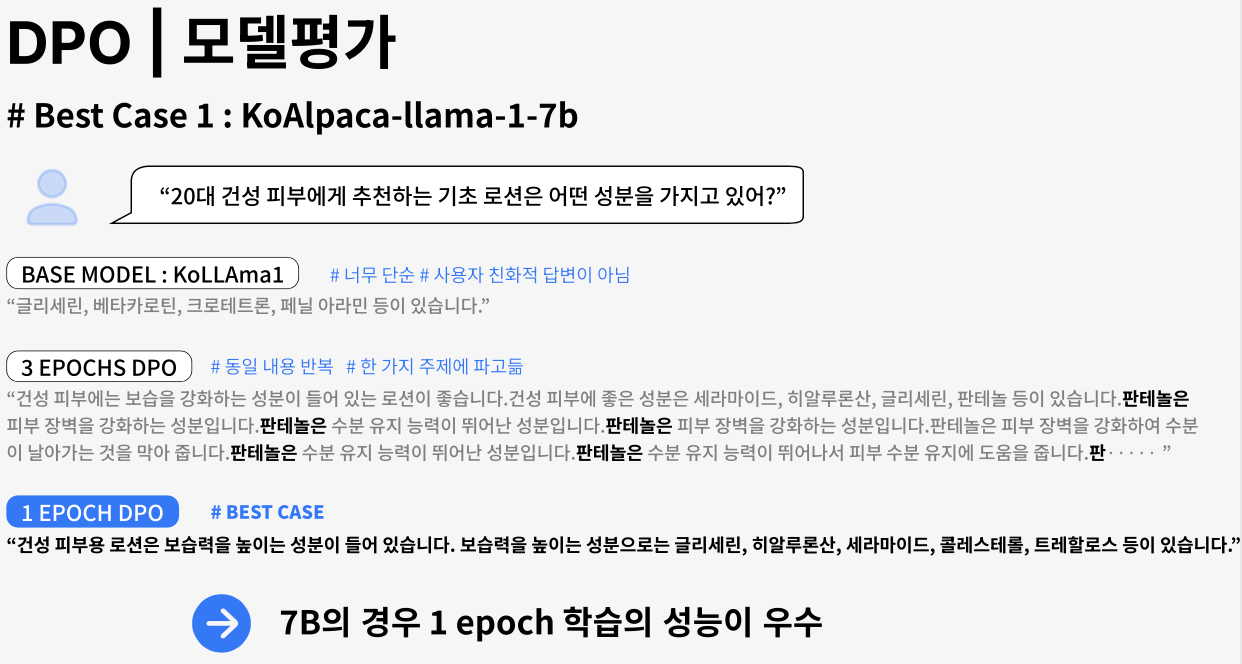 DPO | 모델평가
# Best Case 1 : KoAlpaca-llama-1-7b
“20대 건성 피부에게 추천하는 기초 로션은 어떤 성분을 가지고 있어?”
BASE MODEL : KoLLAma1 # 너무 단순 # 사용자 친화적 답변이 아님
“글리세린, 베타카로틴, 크로테트론, 페닐 아라민 등이 있습니다.”
3 EPOCHS DPO # 동일 내용 반복 # 한 가지 주제에 파고듦
“건성 피부에는 보습을 강화하는 성분이 들어 있는 로션이 좋습니다.건성 피부에 좋은 성분은 세라마이드, 히알루론산, 글리세린, 판테놀 등이 있습니다.판테놀은
피부 장벽을 강화하는 성분입니다.판테놀은 수분 유지 능력이 뛰어난 성분입니다.판테놀은 피부 장벽을 강화하는 성분입니다.판테놀은 피부 장벽을 강화하여 수분
이 날아가는 것을 막아 줍니다.판테놀은 수분 유지 능력이 뛰어난 성분입니다.판테놀은 수분 유지 능력이 뛰어나서 피부 수분 유지에 도움을 줍니다.판····· ”
1 EPOCH DPO # BEST CASE
“건성 피부용 로션은 보습력을 높이는 성분이 들어 있습니다. 보습력을 높이는 성분으로는 글리세린, 히알루론산, 세라마이드, 콜레스테롤, 트레할로스 등이 있습니다.”
7B의 경우 1 epoch 학습의 성능이 우수